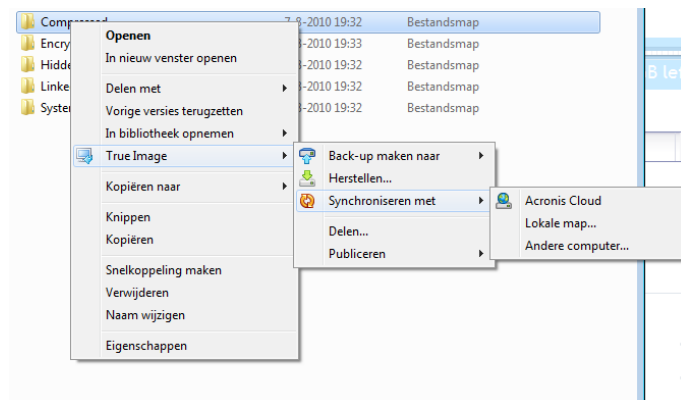 Compressed 7-8-2010 19:32 Bestandsmap
Encry 8-2010 19:33 Bestandsmap
Hidde 8-2010 19:32 Bestandsmap
Linke 8-2010 19:32 Bestandsmap
Syste 8-2010 19:32 Bestandsmap
Openen
In nieuw venster openen
Delen met
Vorige versies terugzetten
In bibliotheek opnemen
True Image
Kopiëren naar
Knippen
Kopiëren
Snelkoppeling maken
Verwijderen
Naam wijzigen
Eigenschappen
Back-up maken naar
Herstellen...
Synchroniseren met
Delen...
Publiceren
Acronis Cloud
Lokale map...
Andere computer...
B le